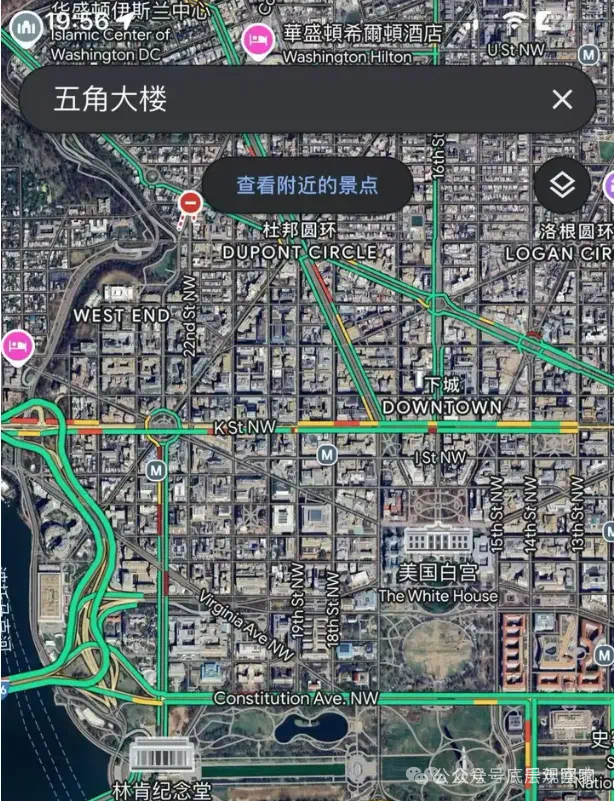 华盛顿伊斯兰中心
19:56
Islamic Center of
Washington DC
華盛頓希爾頓酒店
Washington Hilton
U St NW
五角大楼
16th St
查看附近的景点
杜邦圆环
DUPONT CIRCLE
洛根圆环
LOGAN CIR
WEST END
22nd St NW
下城
DOWNTOWN
K St NW
M
M
M
I St NW
15th St NW
14th St NW
13th St NW
美国白宫
The White House
19th St NW
18th St NW
Virginia Ave NW
M
Constitution Ave. NW
林肯纪念堂
公众号底层观察哨
Natio